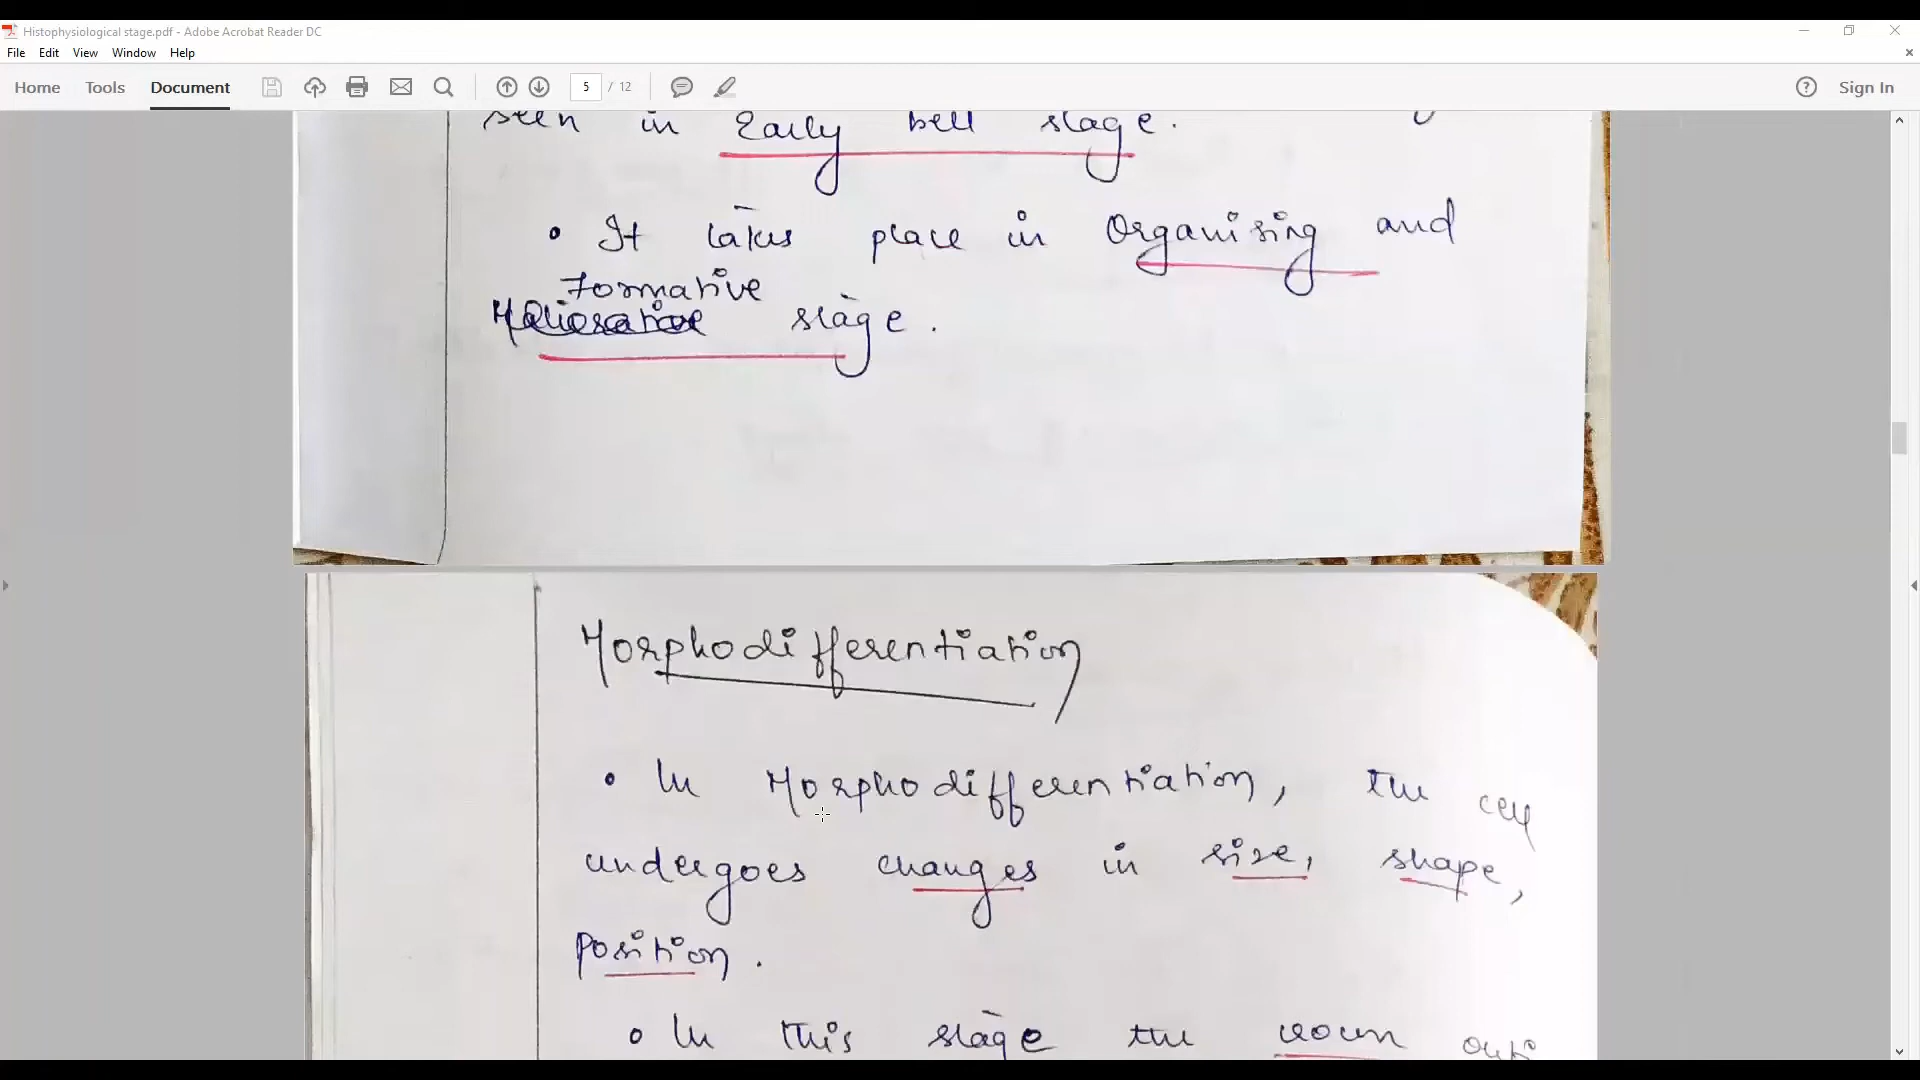 Histophysiological stage.pdf - Adobe Acrobat Reader DC
File Edit View Window Help
Home Tools Document 5 / 12 Sign In
seen in Early bell stage.
• It takes place in Organising and
Formative
stage.
Morphodifferentiation
• In Morphodifferentiation, the cell
undergoes changes in size, shape,
position.
• In this stage the